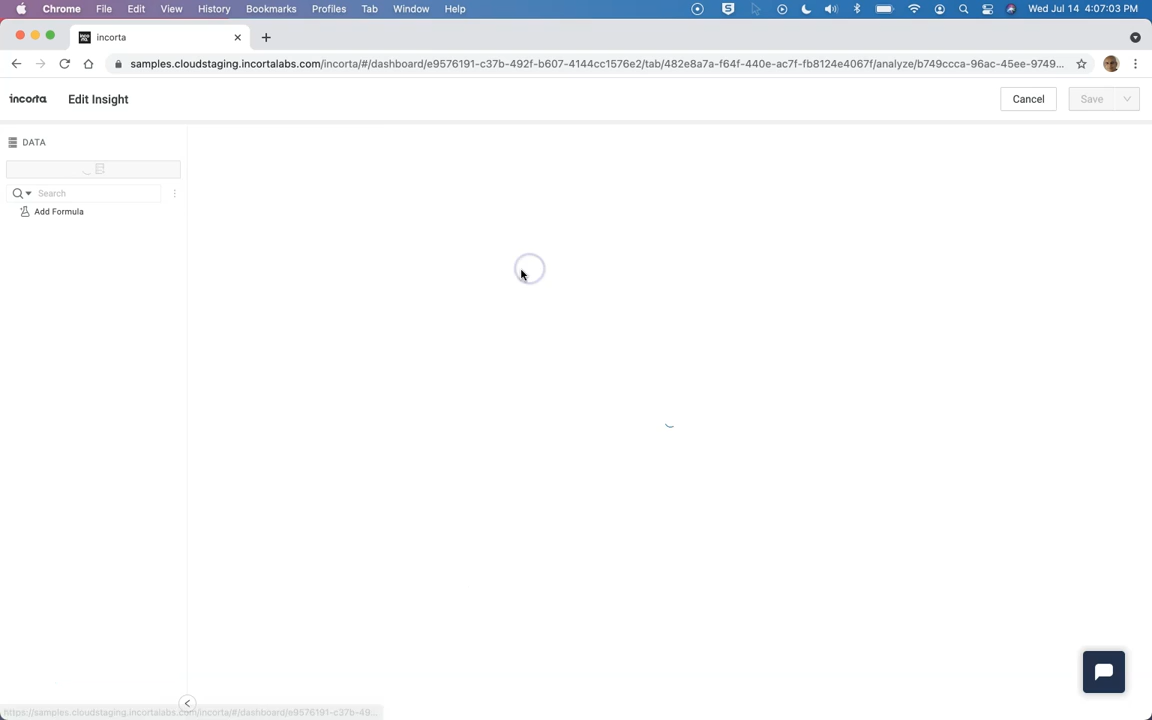 Chrome File Edit View History Bookmarks Profiles Tab Window Help S Wed Jul 14 4:07:03 PM
inco rta incorta
samples.cloudstaging.incortalabs.com/incorta/#/dashboard/e9576191-c37b-492f-b607-4144cc1576e2/tab/482e8a7a-f64f-440e-ac7f-fb8124e4067f/analyze/b749ccca-96ac-45ee-9749...
incorta Edit Insight Cancel Save
DATA
Search
Add Formula
https://samples.cloudstaging.incortalabs.com/incorta/#/dashboard/e9576191-c37b-49...